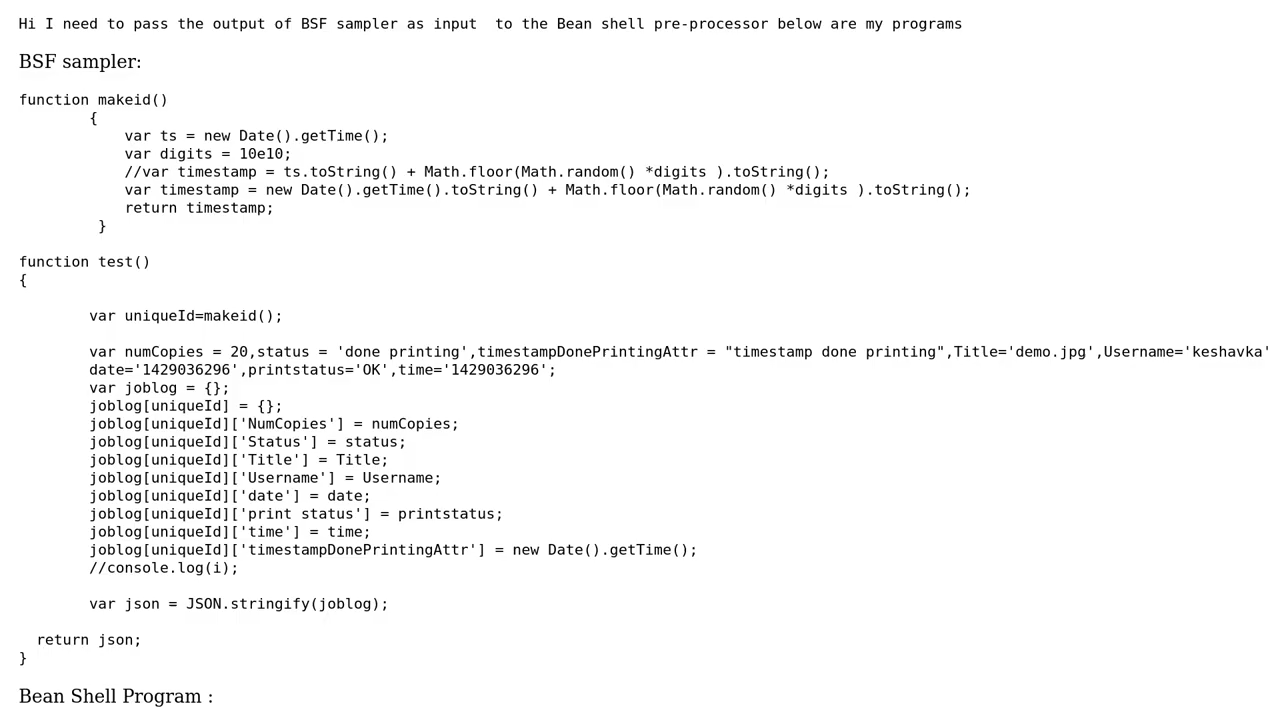 Hi I need to pass the output of BSF sampler as input  to the Bean shell pre-processor below are my programs
BSF sampler:
function makeid()
        {
            var ts = new Date().getTime();
            var digits = 10e10;
            //var timestamp = ts.toString() + Math.floor(Math.random() *digits ).toString();
            var timestamp = new Date().getTime().toString() + Math.floor(Math.random() *digits ).toString();
            return timestamp;
         }
function test()
{
        var uniqueId=makeid();
        var numCopies = 20,status = 'done printing',timestampDonePrintingAttr = "timestamp done printing",Title='demo.jpg',Username='keshavka'
        date='1429036296',printstatus='OK',time='1429036296';
        var joblog = {};
        joblog[uniqueId] = {};
        joblog[uniqueId]['NumCopies'] = numCopies;
        joblog[uniqueId]['Status'] = status;
        joblog[uniqueId]['Title'] = Title;
        joblog[uniqueId]['Username'] = Username;
        joblog[uniqueId]['date'] = date;
        joblog[uniqueId]['print status'] = printstatus;
        joblog[uniqueId]['time'] = time;
        joblog[uniqueId]['timestampDonePrintingAttr'] = new Date().getTime();
        //console.log(i);
        var json = JSON.stringify(joblog);
  return json;
}
Bean Shell Program :